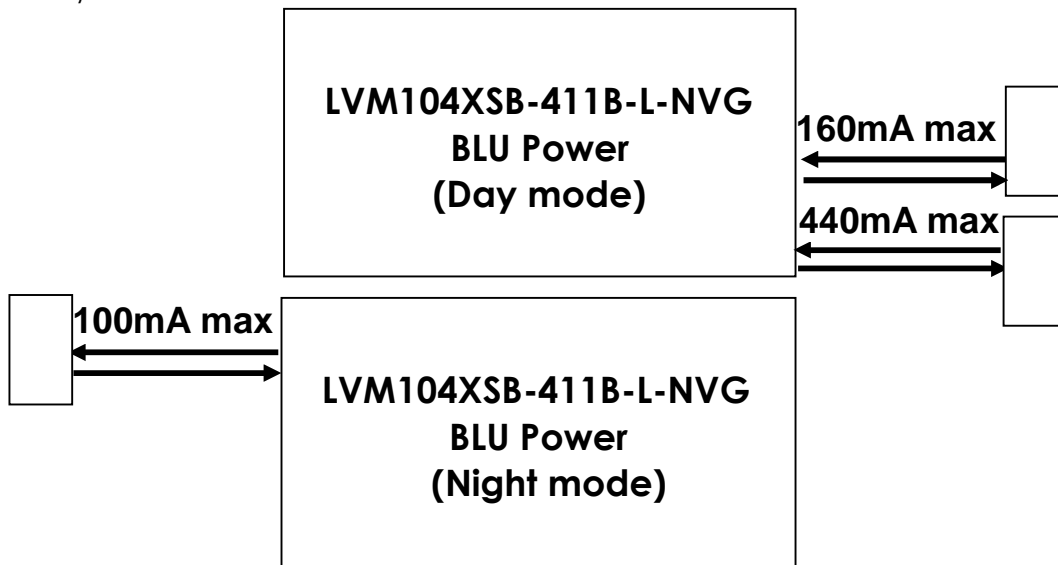 LVM104XSB-411B-L-NVG
BLU Power
(Day mode)
160mA max
440mA max
100mA max
LVM104XSB-411B-L-NVG
BLU Power
(Night mode)